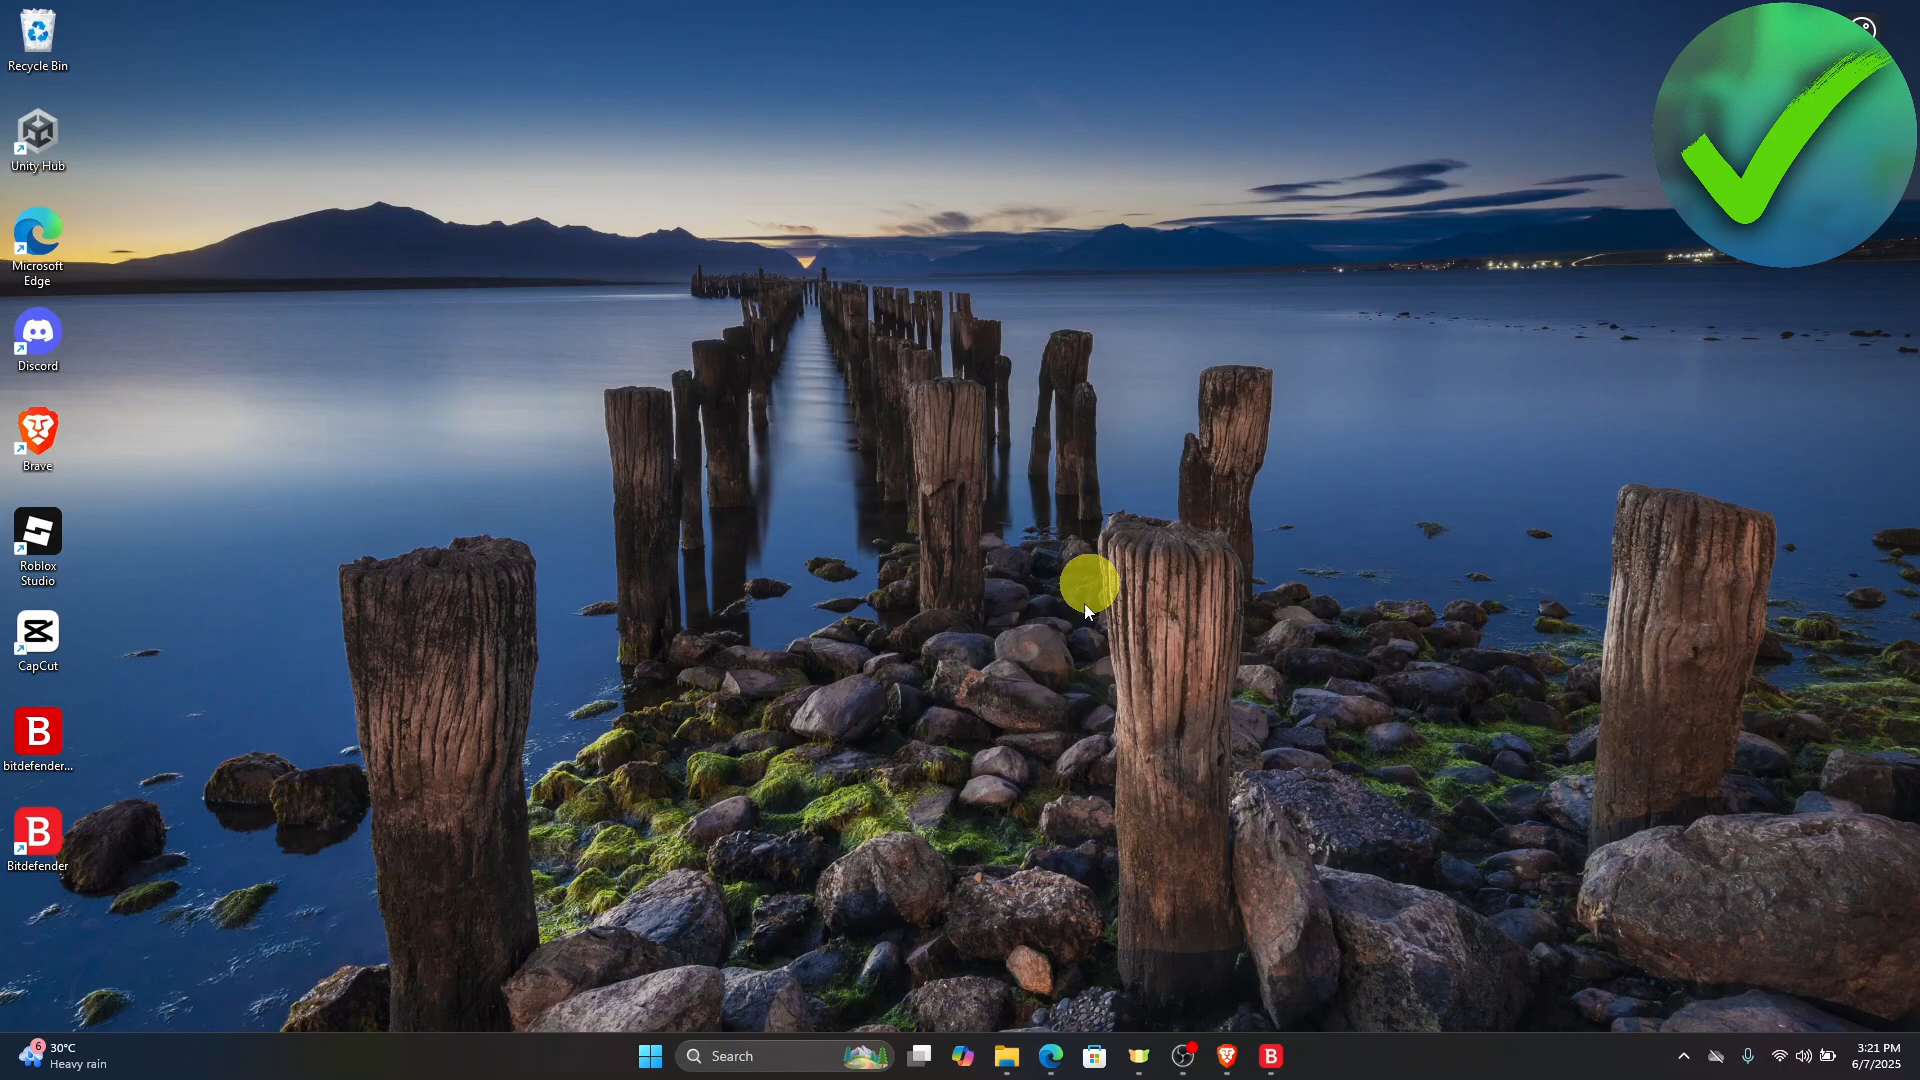 Recycle Bin
Unity Hub
Microsoft
Edge
Discord
Brave
Roblox
Studio
CapCut
B
bitdefender...
B
Bitdefender
6
30°C
Heavy rain
Search
B
3:21 PM
6/7/2025